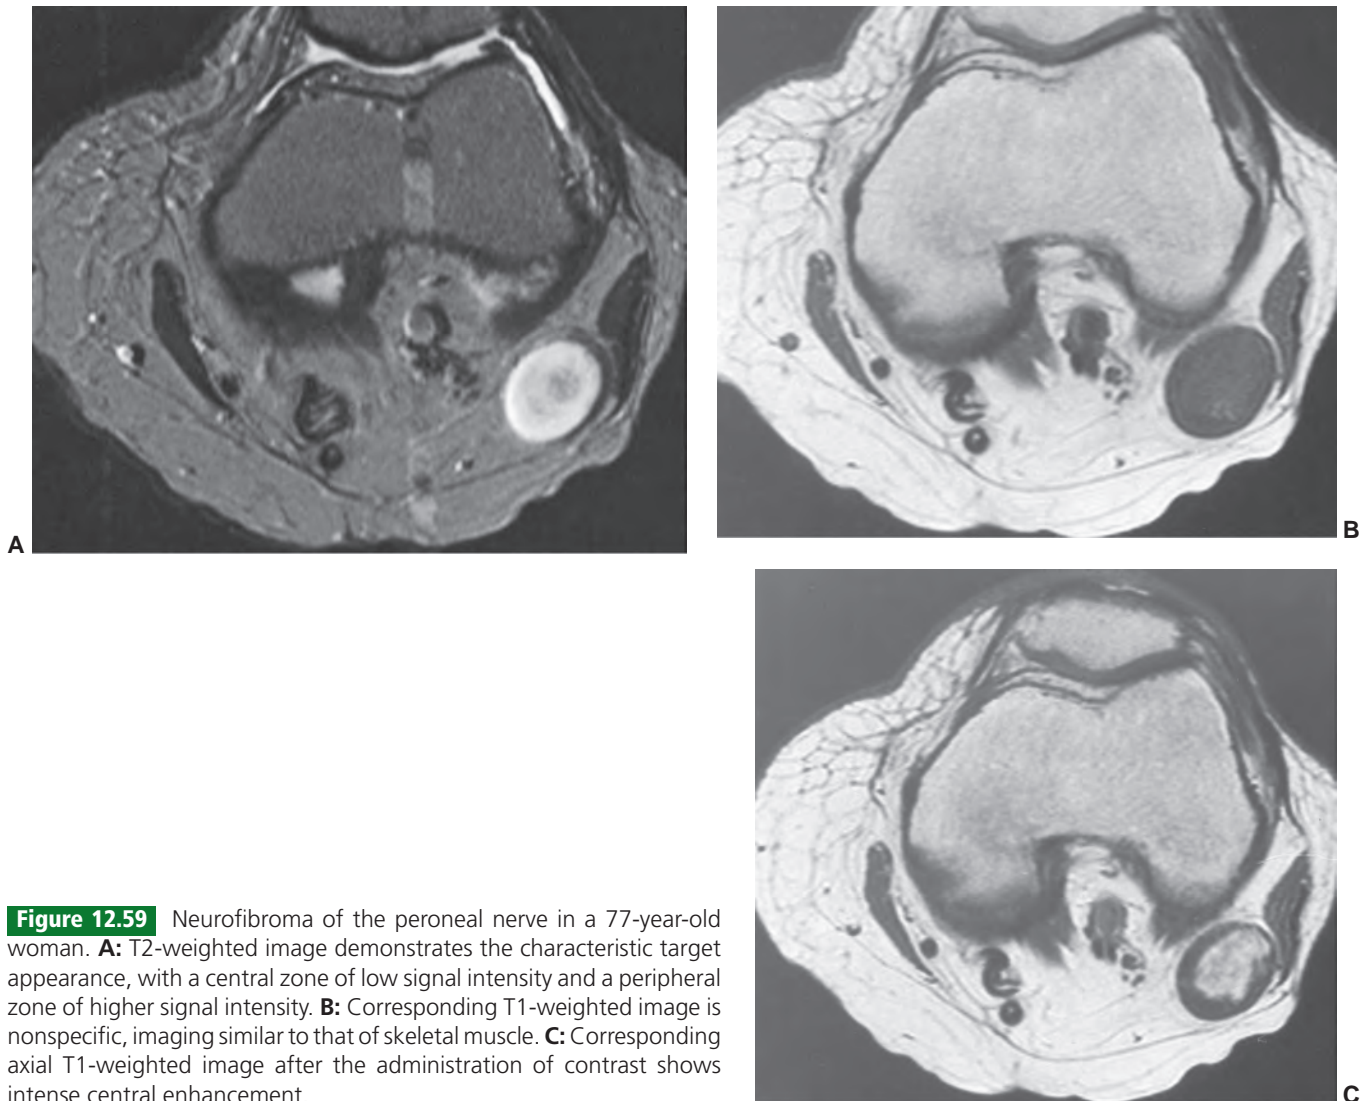 A
B
C
Figure 12.59 Neurofibroma of the peroneal nerve in a 77-year-old
woman. A: T2-weighted image demonstrates the characteristic target
appearance, with a central zone of low signal intensity and a peripheral
zone of higher signal intensity. B: Corresponding T1-weighted image is
nonspecific, imaging similar to that of skeletal muscle. C: Corresponding
axial T1-weighted image after the administration of contrast shows
intense central enhancement